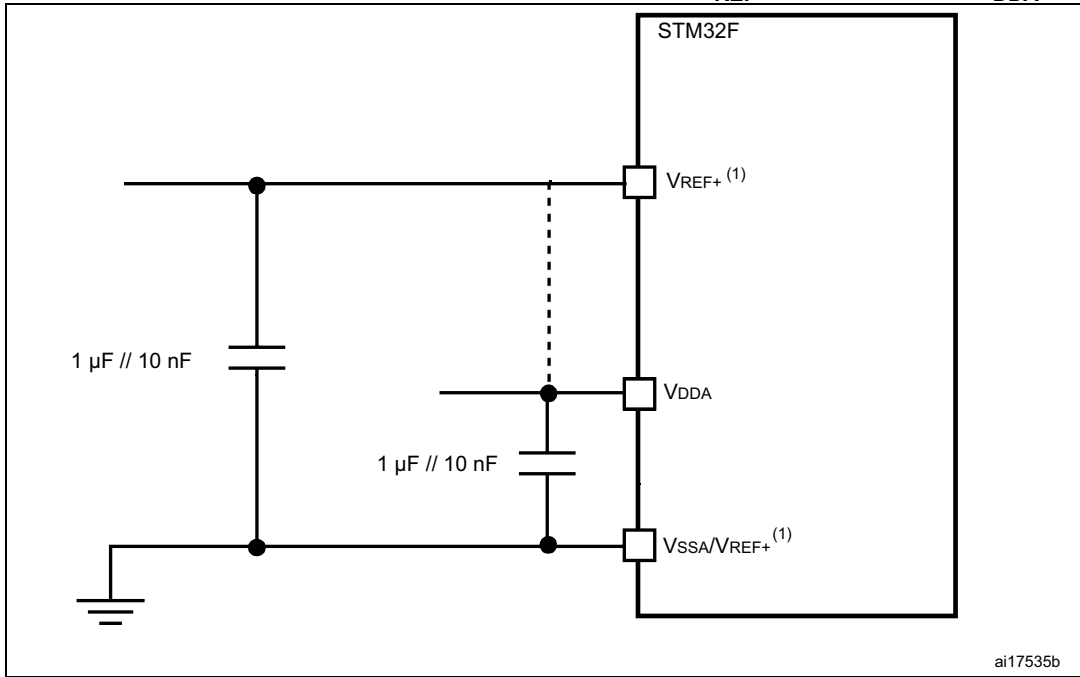 STM32F
VREF+ (1)
1 µF // 10 nF
VDDA
1 µF // 10 nF
VSSA/VREF+ (1)
ai17535b